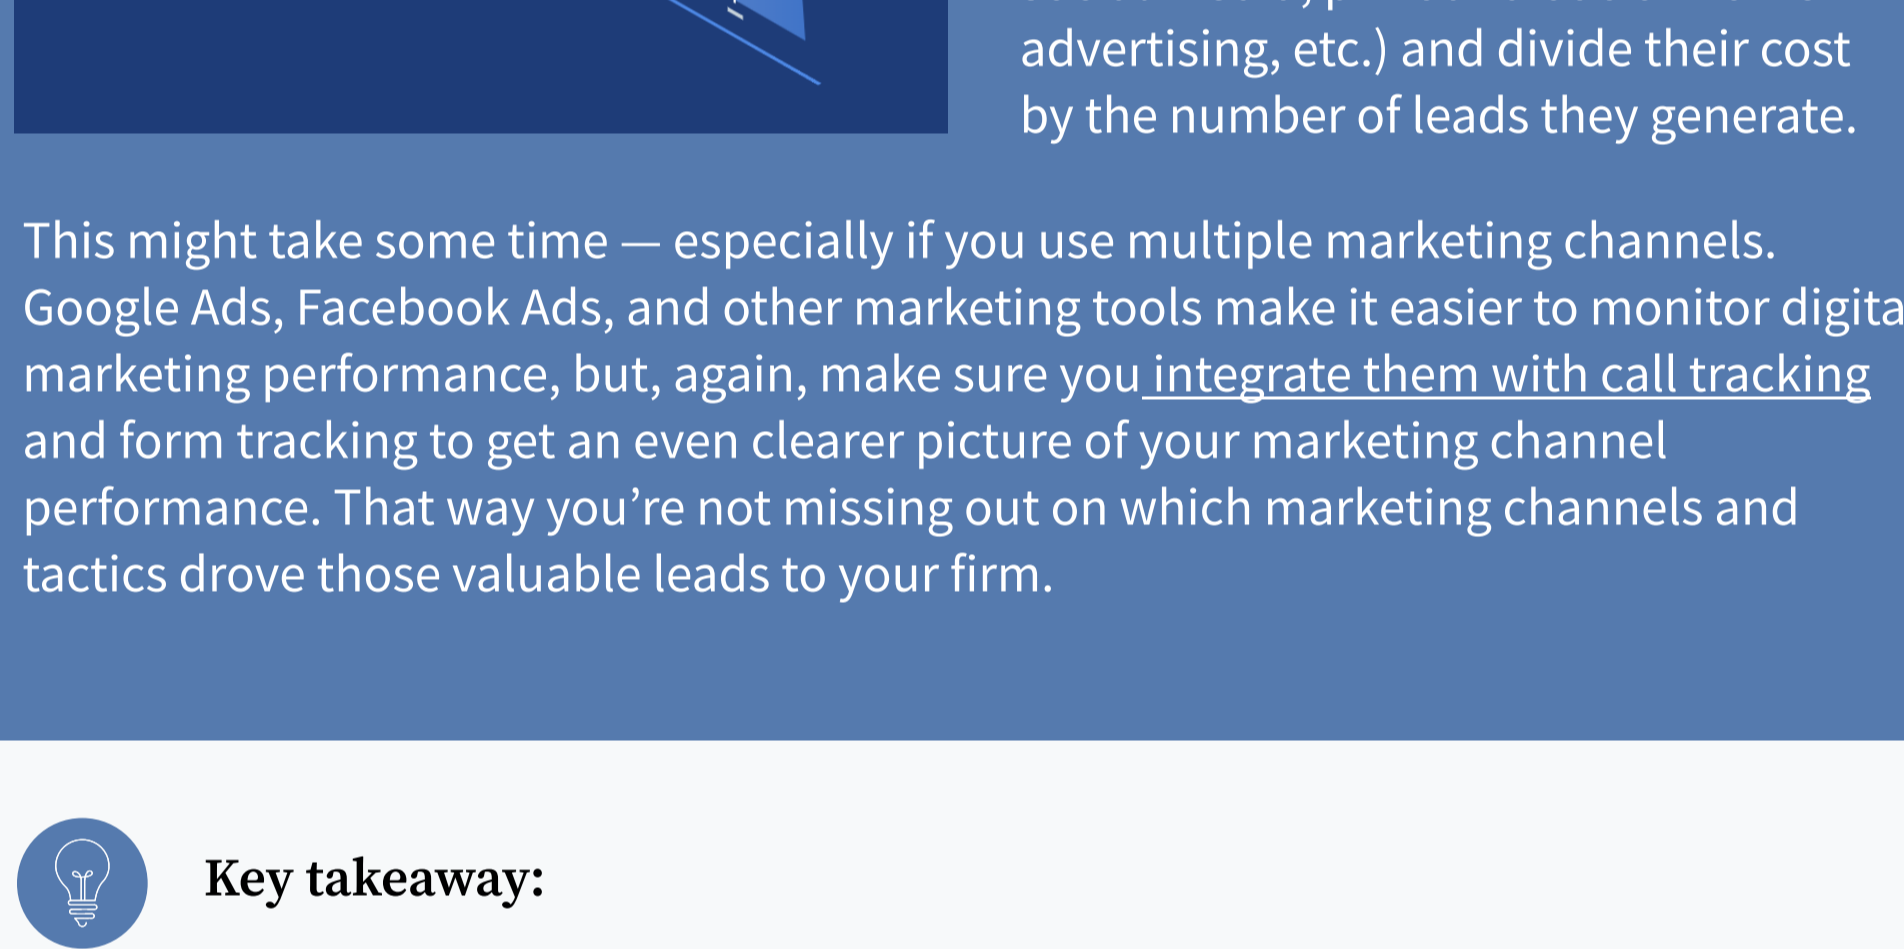 advertising, etc.) and divide their cost
by the number of leads they generate.
This might take some time — especially if you use multiple marketing channels.
Google Ads, Facebook Ads, and other marketing tools make it easier to monitor digita
marketing performance, but, again, make sure you integrate them with call tracking
and form tracking to get an even clearer picture of your marketing channel
performance. That way you’re not missing out on which marketing channels and
tactics drove those valuable leads to your firm.
Key takeaway: